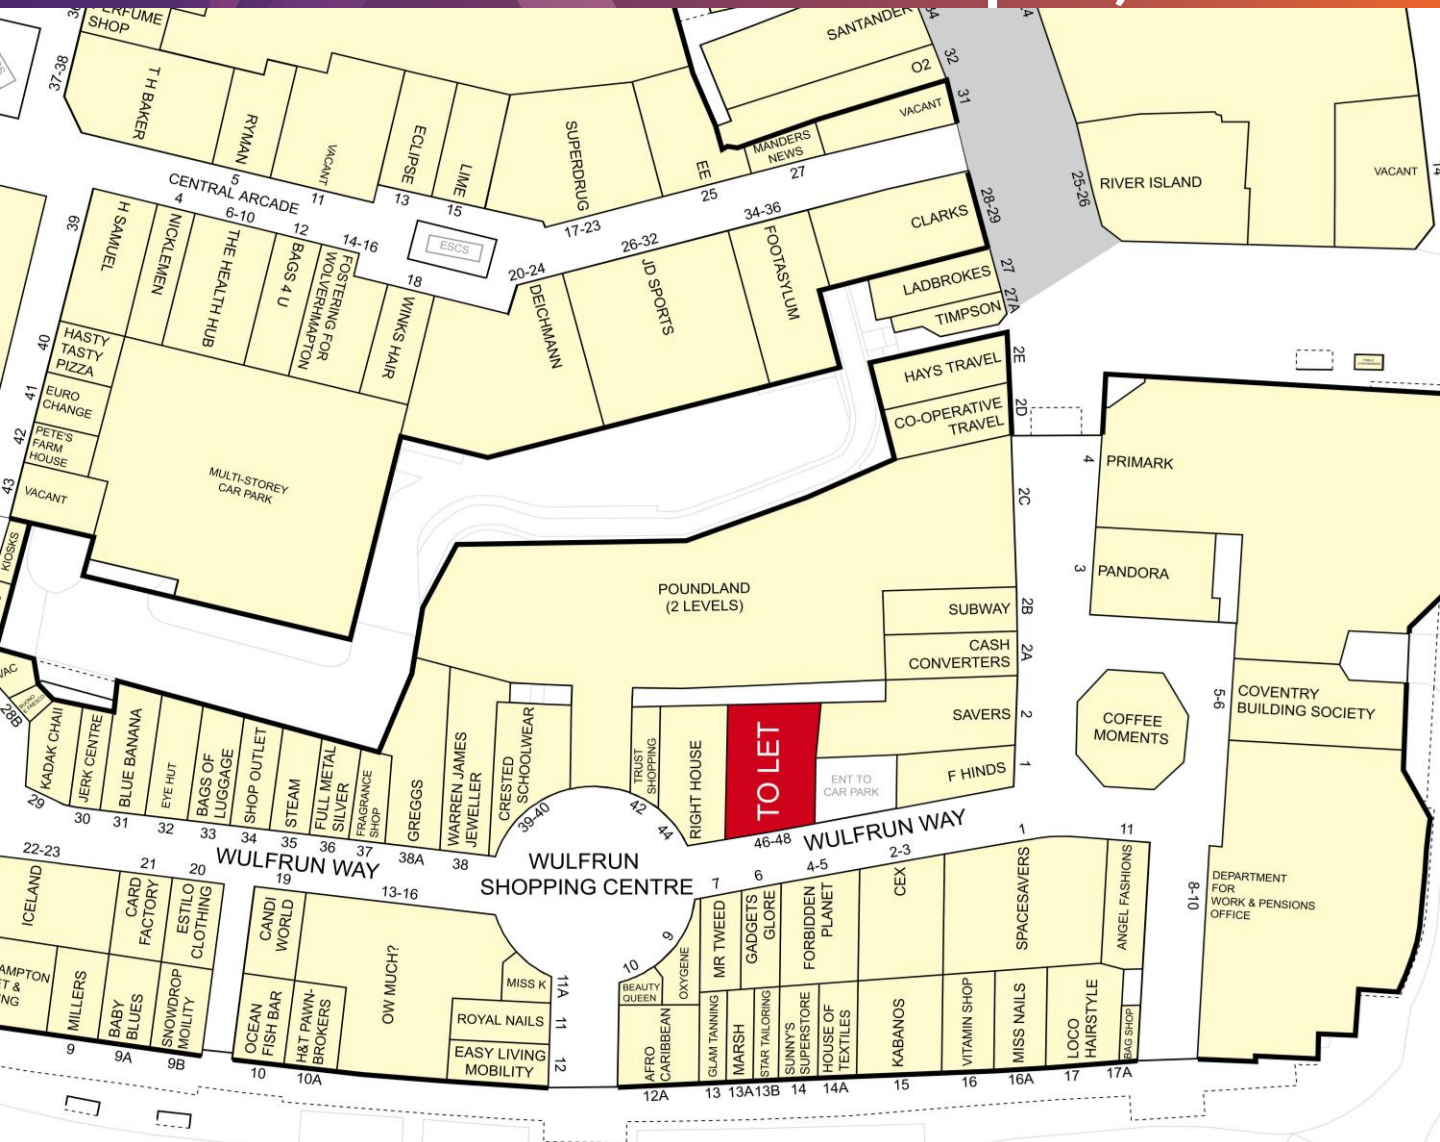 PERFUME
SHOP
37-38
T H BAKER
RYMAN
VACANT
ECLIPSE
LIME
SUPERDRUG
EE
MANDERS
NEWS
VACANT
SANTANDER
O2
34
32
31
CENTRAL ARCADE
5
11
13
15
17-23
25
27
4
6-10
12
14-16
18
20-24
26-32
34-36
ESCS
39
H SAMUEL
NICKLEMEN
THE HEALTH HUB
BAGS 4 U
FOSTERING FOR
WOLVERHMAPTON
WINKS HAIR
DEICHMANN
JD SPORTS
FOOTASYLUM
CLARKS
28-29
LADBROKES
27
TIMPSON
27A
25-26
RIVER ISLAND
VACANT
14
40
HASTY
TASTY
PIZZA
41
EURO
CHANGE
42
PETE'S
FARM
HOUSE
43
VACANT
KIOSKS
MULTI-STOREY
CAR PARK
HAYS TRAVEL
2E
CO-OPERATIVE
TRAVEL
2D
2C
4
PRIMARK
3
PANDORA
POUNDLAND
(2 LEVELS)
SUBWAY
2B
CASH
CONVERTERS
2A
SAVERS
2
F HINDS
1
ENT TO
CAR PARK
COFFEE
MOMENTS
5-6
COVENTRY
BUILDING SOCIETY
VAC
28B
KADAK CHAII
JERK CENTRE
BLUE BANANA
EYE HUT
BAGS OF
LUGGAGE
SHOP OUTLET
STEAM
FULL METAL
SILVER
FRAGRANCE
SHOP
GREGGS
WARREN JAMES
JEWELLER
CRESTED
SCHOOLWEAR
TRUST
SHOPPING
RIGHT HOUSE
TO LET
29
30
31
32
33
34
35
36
37
38A
38
39-40
42
44
46-48
WULFRUN WAY
WULFRUN WAY
WULFRUN
SHOPPING CENTRE
22-23
21
20
19
13-16
7
6
4-5
2-3
1
11
8-10
ICELAND
CARD
FACTORY
ESTILO
CLOTHING
CANDI
WORLD
OW MUCH?
MISS K
11A
ROYAL NAILS
11
EASY LIVING
MOBILITY
12
9
10
BEAUTY
QUEEN
OXYGENE
MR TWEED
GADGETS
GLORE
FORBIDDEN
PLANET
CEX
SPACESAVERS
ANGEL FASHIONS
DEPARTMENT
FOR
WORK & PENSIONS
OFFICE
AMPTON
ET &
ING
MILLERS
BABY
BLUES
SNOWDROP
MOILITY
OCEAN
FISH BAR
H&T PAWN-
BROKERS
AFRO
CARIBBEAN
GLAM TANNING
MARSH
STAR TAILORING
SUNNY'S
SUPERSTORE
HOUSE OF
TEXTILES
KABANOS
VITAMIN SHOP
MISS NAILS
LOCO
HAIRSTYLE
BAG SHOP
9
9A
9B
10
10A
12A
13
13A
13B
14
14A
15
16
16A
17
17A